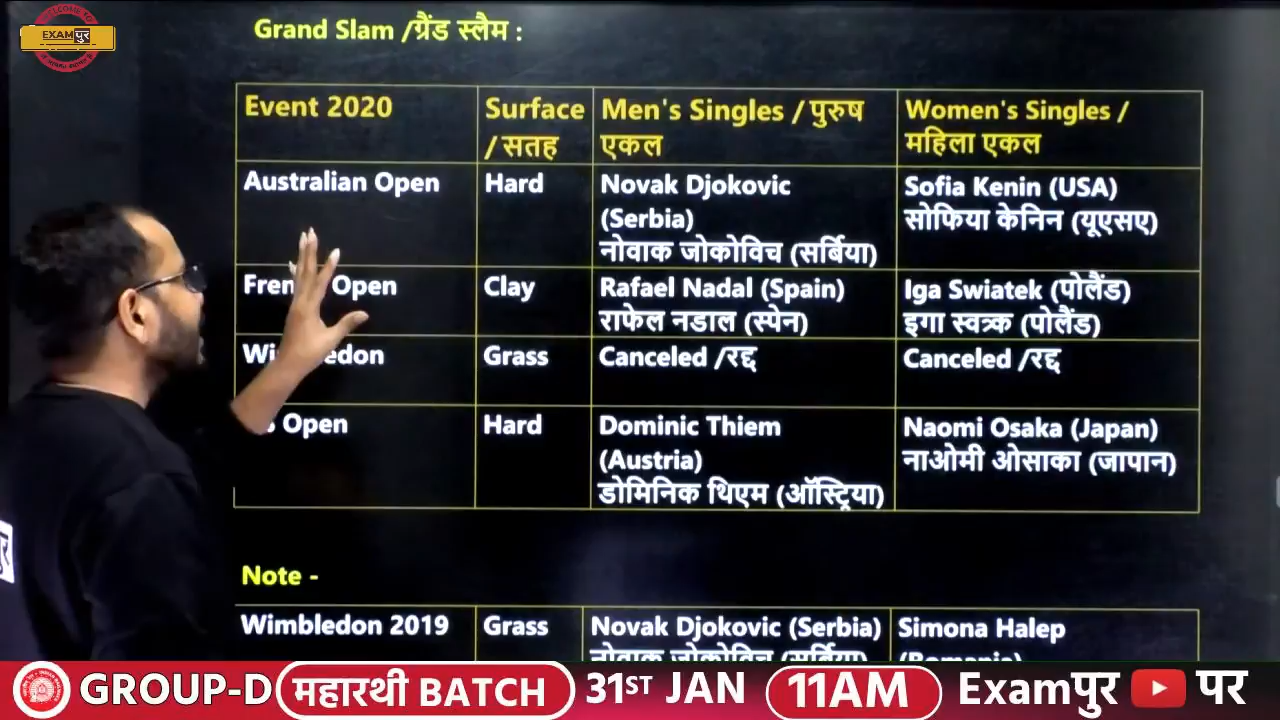 EXAMपुर
Grand Slam /ग्रैंड स्लैम :
Event 2020
Surface
/ सतह
Men's Singles / पुरुष
एकल
Women's Singles /
महिला एकल
Australian Open
Hard
Novak Djokovic
(Serbia)
नोवाक जोकोविच (सर्बिया)
Sofia Kenin (USA)
सोफिया केनिन (यूएसए)
Open
Clay
Rafael Nadal (Spain)
राफेल नडाल (स्पेन)
Iga Swiatek (पोलैंड)
इगा स्वत्र्क (पोलैंड)
Grass
Canceled /रद्द
Canceled /रद्द
Open
Hard
Dominic Thiem
(Austria)
डोमिनिक थिएम (ऑस्ट्रिया)
Naomi Osaka (Japan)
नाओमी ओसाका (जापान)
Note -
Wimbledon 2019
Grass
Novak Djokovic (Serbia)
नोवाक जोकोविच (सर्बिया)
Simona Halep
(Romania)
GROUP-D महारथी BATCH 31ST JAN 11AM Examपुर पर